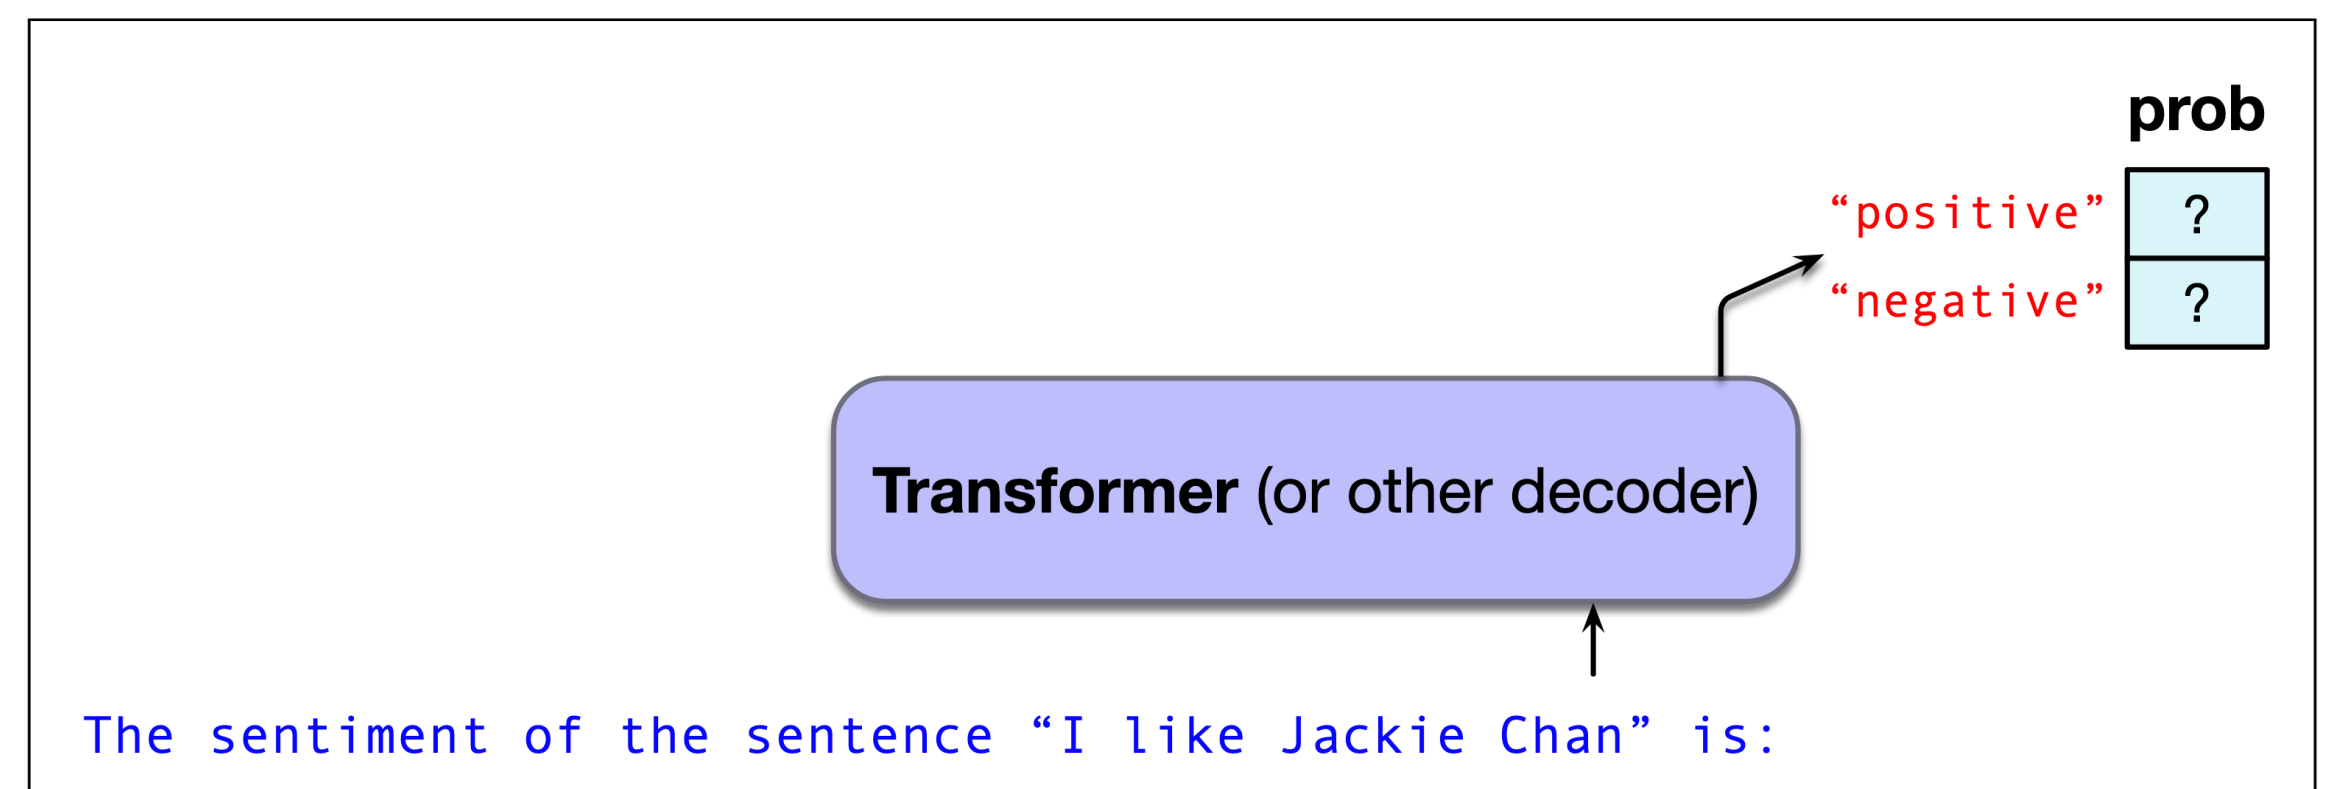 prob
“positive” ?
“negative” ?
Transformer (or other decoder)
The sentiment of the sentence “I like Jackie Chan” is: